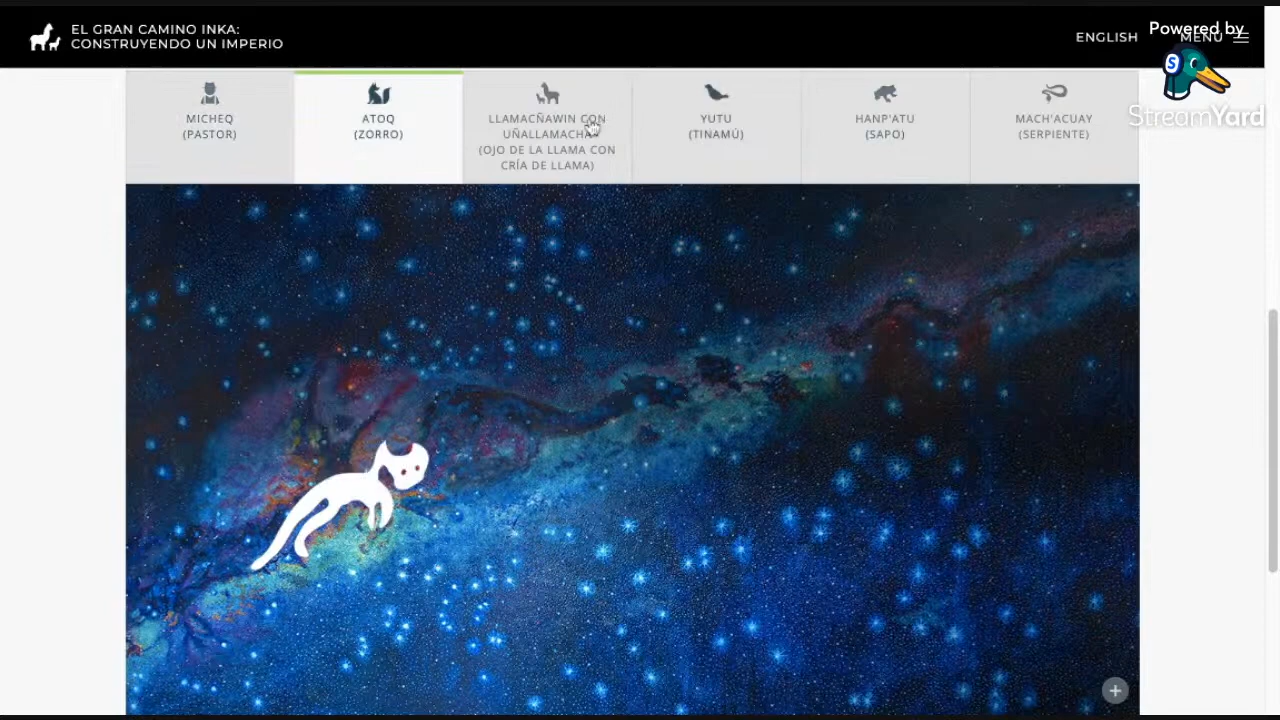 EL GRAN CAMINO INKA:
CONSTRUYENDO UN IMPERIO
ENGLISH
MENU
Powered by
S
StreamYard
MICHEQ
(PASTOR)
ATOQ
(ZORRO)
LLAMACÑAWIN CON
UÑALLAMACHA
(OJO DE LA LLAMA CON
CRÍA DE LLAMA)
YUTU
(TINAMÚ)
HANP'ATU
(SAPO)
MACH'ACUAY
(SERPIENTE)